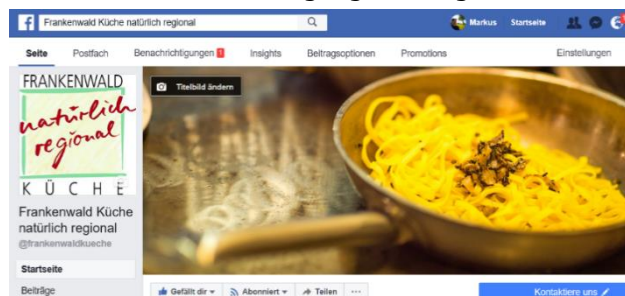 Frankenwald Küche natürlich regional
Markus Startseite
Seite Postfach Benachrichtigungen 1 Insights Beitragsoptionen Promotions Einstellungen
FRANKENWALD
natürlich
regional
KÜCHE
Titelbild ändern
Frankenwald Küche
natürlich regional
@frankenwaldkueche
Startseite
Beiträge
Gefällt dir Abonniert Teilen ... Kontaktiere uns